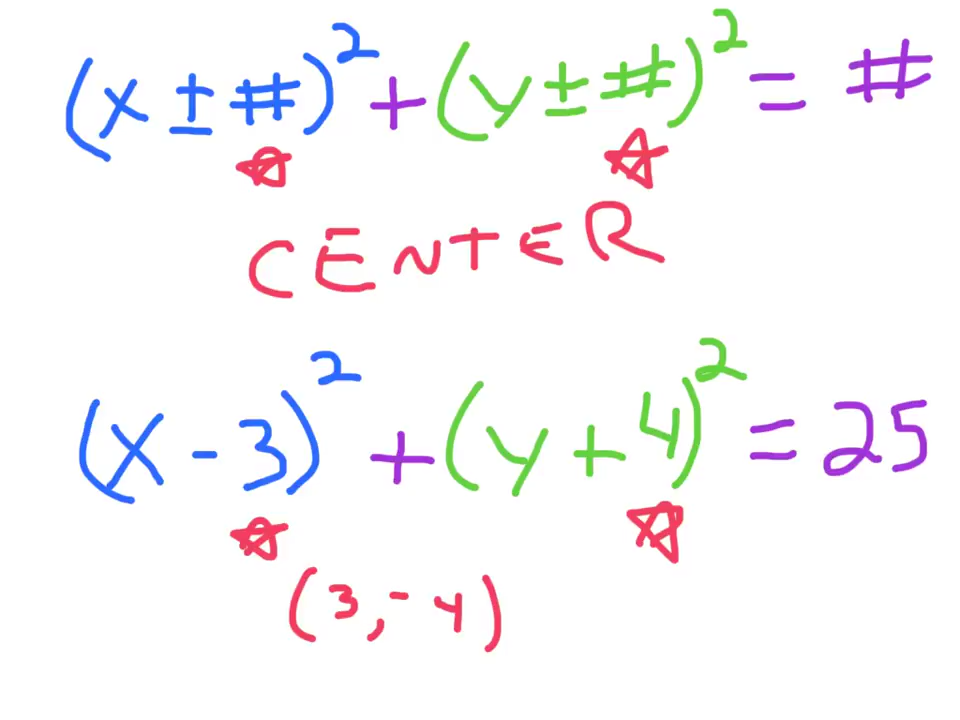 (x ± #)² + (y ± #)² = #
CENTER
(x - 3)² + (y + 4)² = 25
(3, -4)